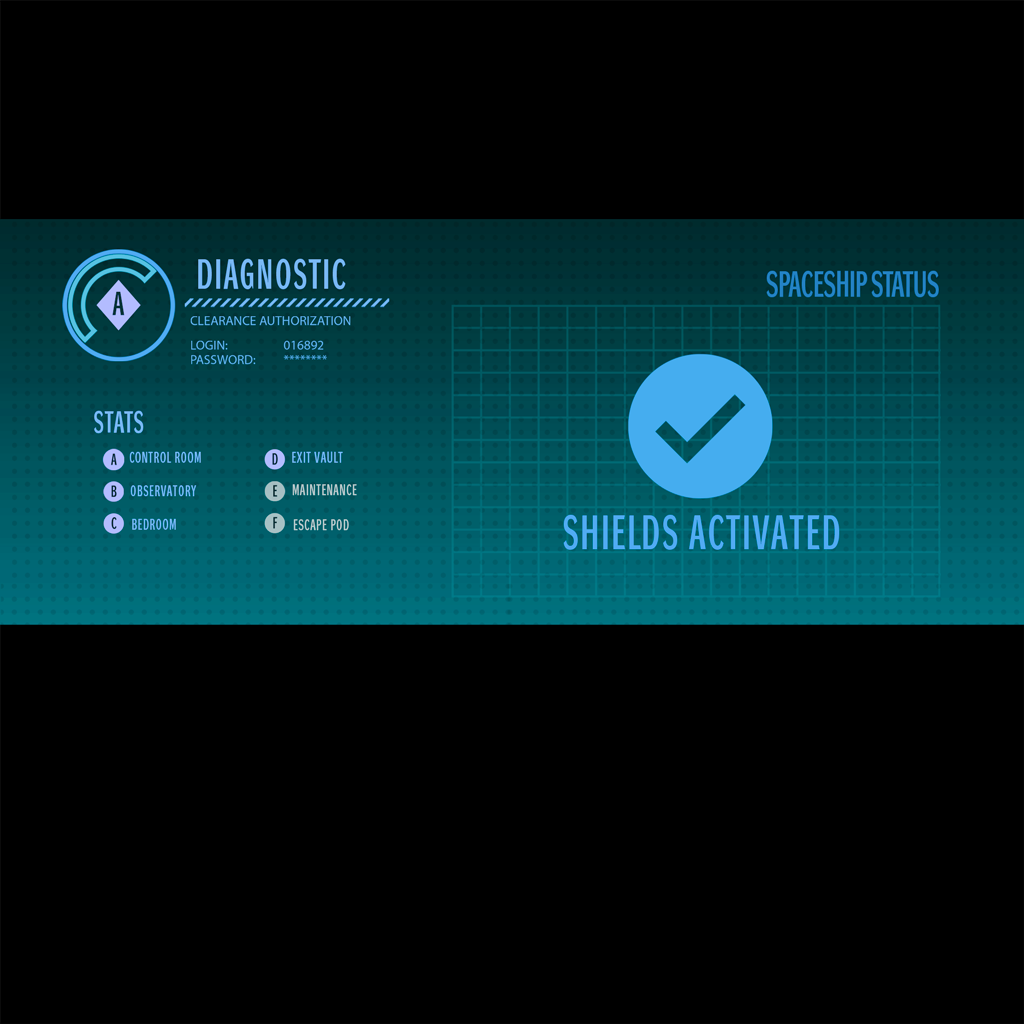 A
DIAGNOSTIC
CLEARANCE AUTHORIZATION
LOGIN: 016892
PASSWORD: ********
STATS
A CONTROL ROOM
B OBSERVATORY
C BEDROOM
D EXIT VAULT
E MAINTENANCE
F ESCAPE POD
SPACESHIP STATUS
SHIELDS ACTIVATED